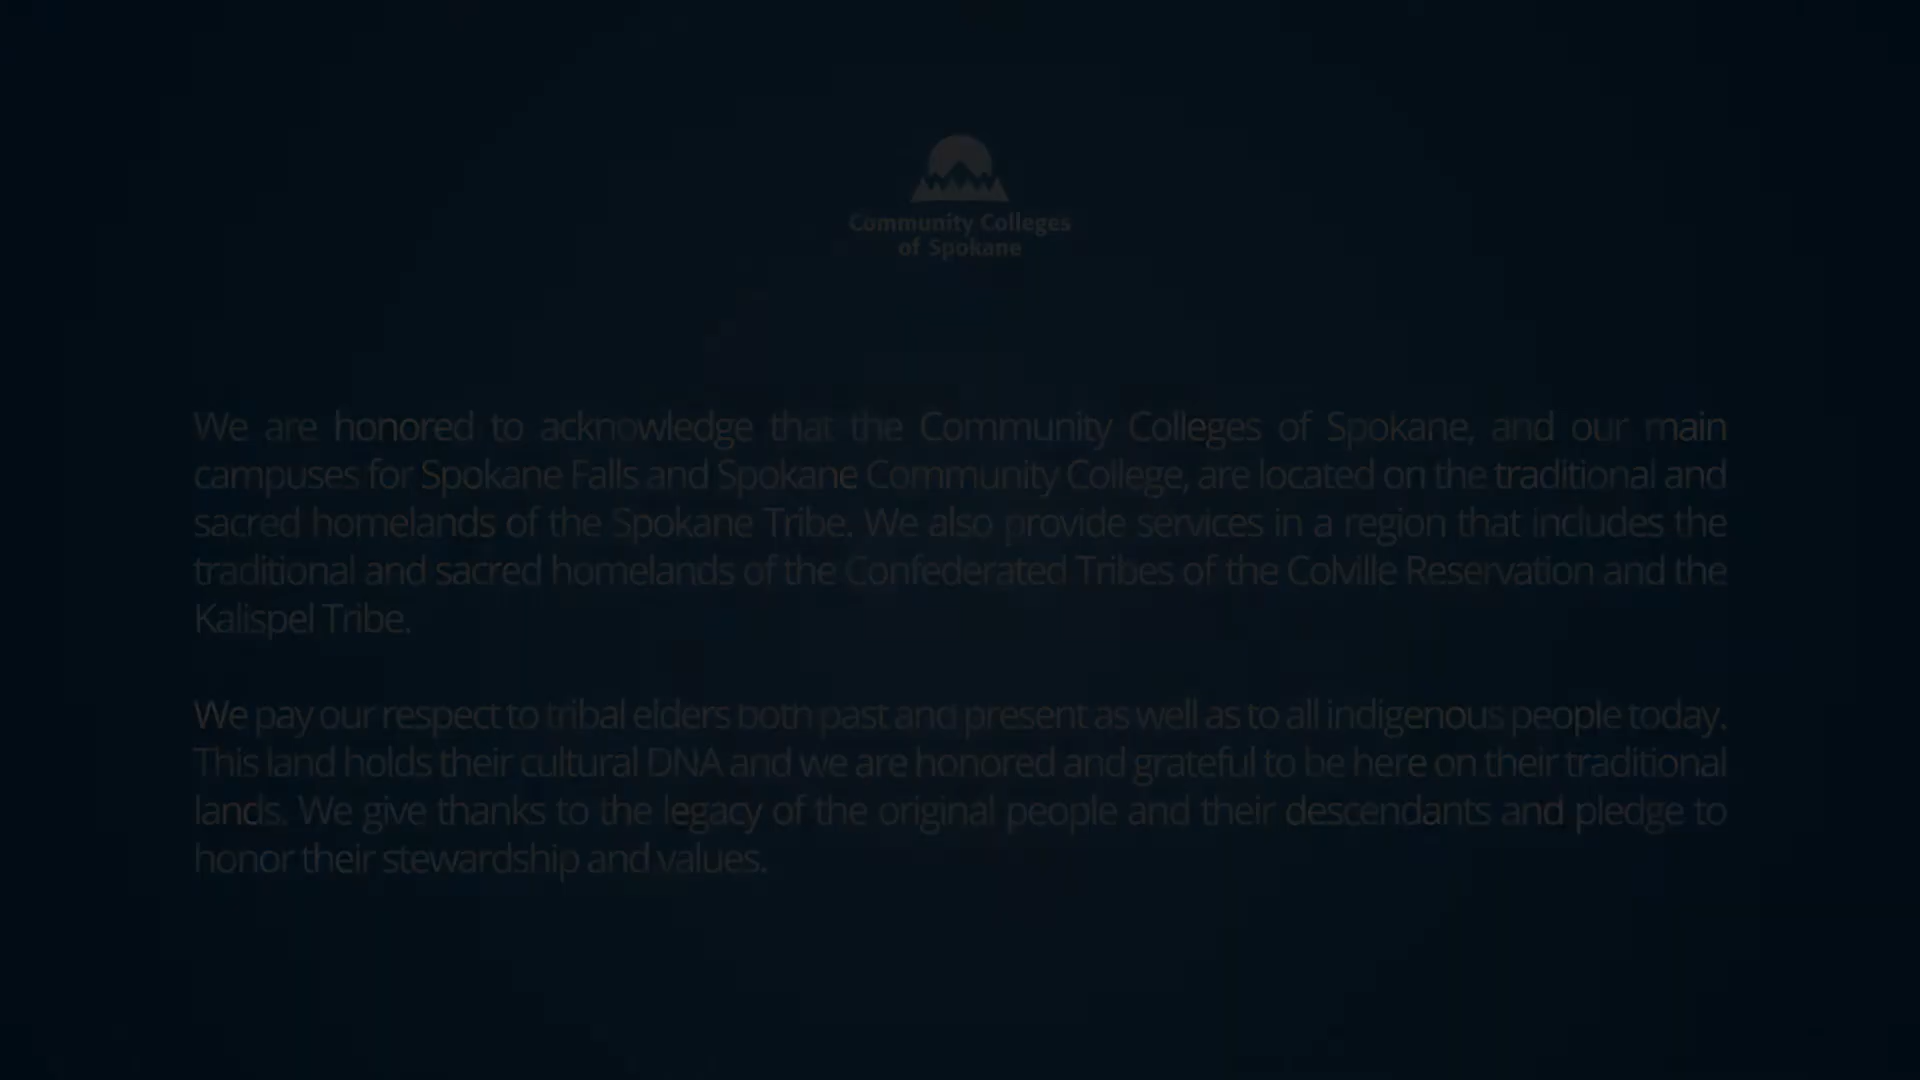 Community Colleges
of Spokane
We are honored to acknowledge that the Community Colleges of Spokane, and our main
campuses for Spokane Falls and Spokane Community College, are located on the traditional and
sacred homelands of the Spokane Tribe. We also provide services in a region that includes the
traditional and sacred homelands of the Confederated Tribes of the Colville Reservation and the
Kalispel Tribe.
We pay our respect to tribal elders both past and present as well as to all indigenous people today.
This land holds their cultural DNA and we are honored and grateful to be here on their traditional
lands. We give thanks to the legacy of the original people and their descendants and pledge to
honor their stewardship and values.